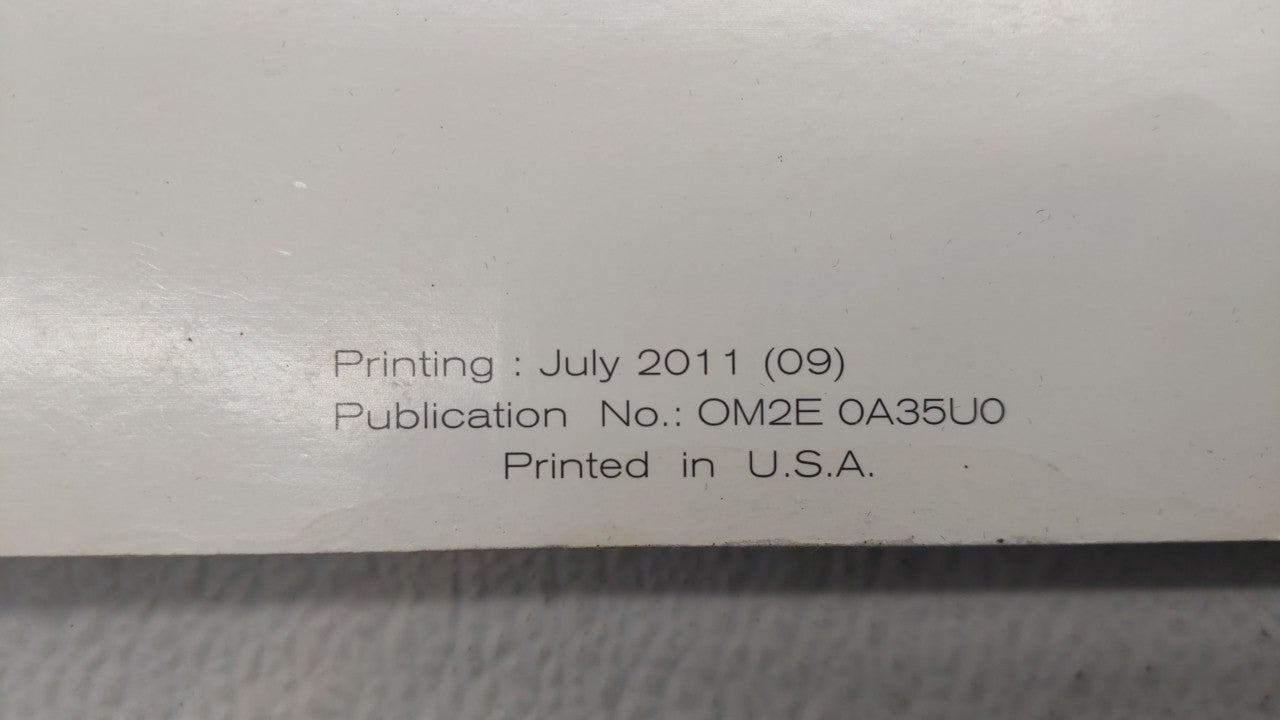 Printing : July 2011 (09)
Publication No.: OM2E 0A35U0
Printed in U.S.A.